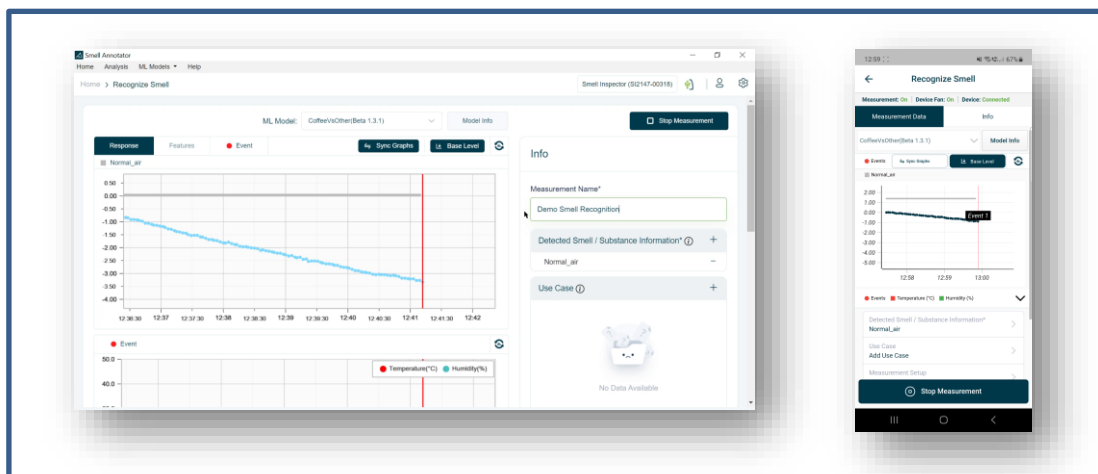 Smell Annotator
Home Analysis ML Models Help
Home > Recognize Smell
Smell Inspector (SI2147-00318)
ML Model: CoffeeVsOther(Beta 1.3.1) Model Info
Stop Measurement
Response Features Event Sync Graphs Base Level
Normal_air
0.50
0.00
-0.50
-1.00
-1.50
-2.00
-2.50
-3.00
-3.50
-4.00
12:36:30 12:37 12:37:30 12:38 12:38:30 12:39 12:39:30 12:40 12:40:30 12:41 12:41:30 12:42
Event
50.0
Temperature(°C) Humidity(%)
40.0
Info
Measurement Name*
Demo Smell Recognition
Detected Smell / Substance Information*
Normal_air
Use Case
No Data Available
12:59
67%
Recognize Smell
Measurement: On Device Fan: On Device: Connected
Measurement Data Info
CoffeeVsOther(Beta 1.3.1) Model Info
Events Sync Graphs Base Level
Normal_air
2.00
1.00
-0.00
-1.00
-2.00
-3.00
-4.00
-5.00
Event 1
12:58 12:59 13:00
Events Temperature (°C) Humidity (%)
Detected Smell / Substance Information*
Normal_air
Use Case
Add Use Case
Measurement Setup
Stop Measurement